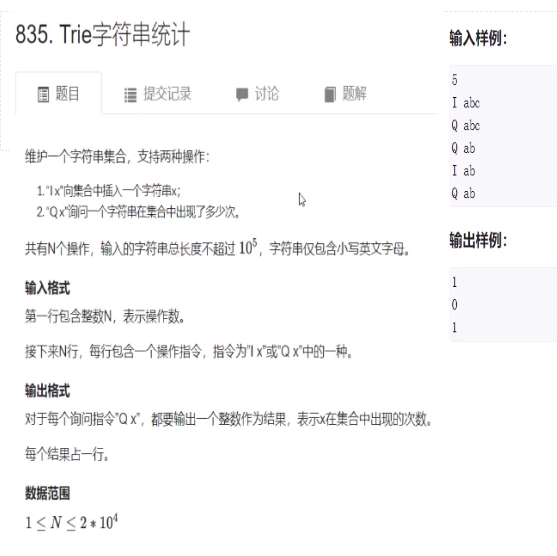 835. Trie字符串统计
题目
提交记录
讨论
题解
维护一个字符串集合，支持两种操作：
1. "I x"向集合中插入一个字符串x；
2. "Q x"询问一个字符串在集合中出现了多少次。
共有N个操作，输入的字符串总长度不超过 10^5，字符串仅包含小写英文字母。
输入格式
第一行包含整数N，表示操作数。
接下来N行，每行包含一个操作指令，指令为"I x"或"Q x"中的一种。
输出格式
对于每个询问指令"Q x"，都要输出一个整数作为结果，表示x在集合中出现的次数。
每个结果占一行。
数据范围
1 ≤ N ≤ 2 * 10^4
输入样例：
5
I abc
Q abc
Q ab
I ab
Q ab
输出样例：
1
0
1